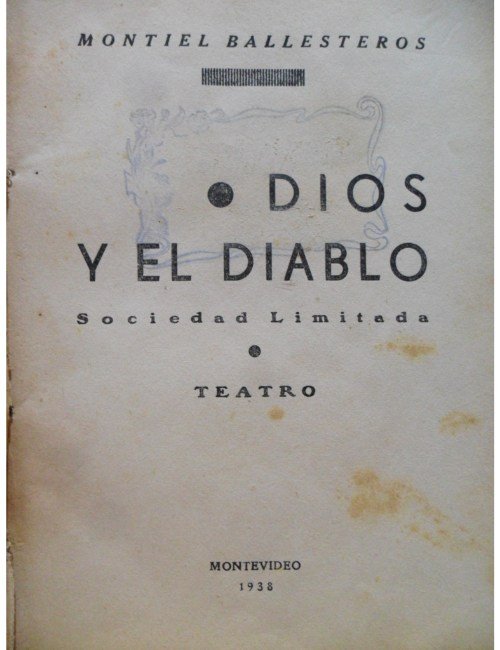 MONTIEL BALLESTEROS
DIOS
Y EL DIABLO
Sociedad Limitada
TEATRO
MONTEVIDEO
1938